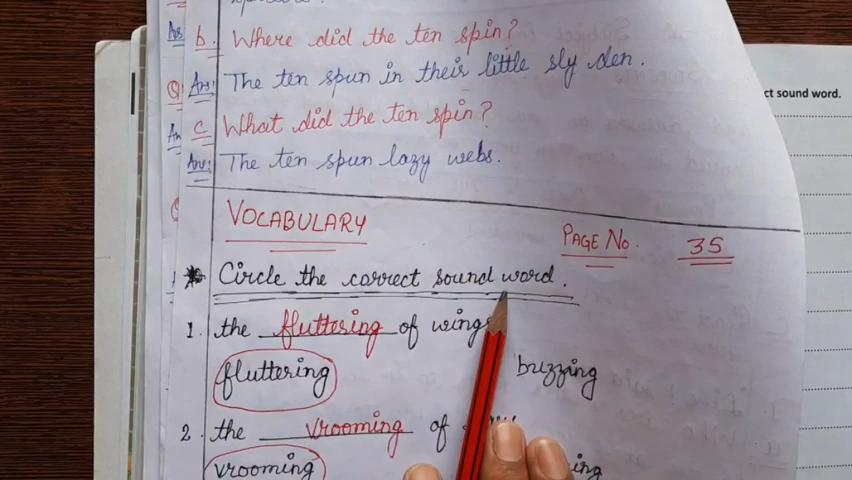 b. Where did the ten spin?
Ans: The ten spun in their little sly den.
c What did the ten spin?
Ans: The ten spun lazy webs.
VOCABULARY
PAGE NO. 35
Circle the correct sound word.
1. the fluttering of wings
fluttering buzzing
2. the vrooming of
vrooming
ct sound word.